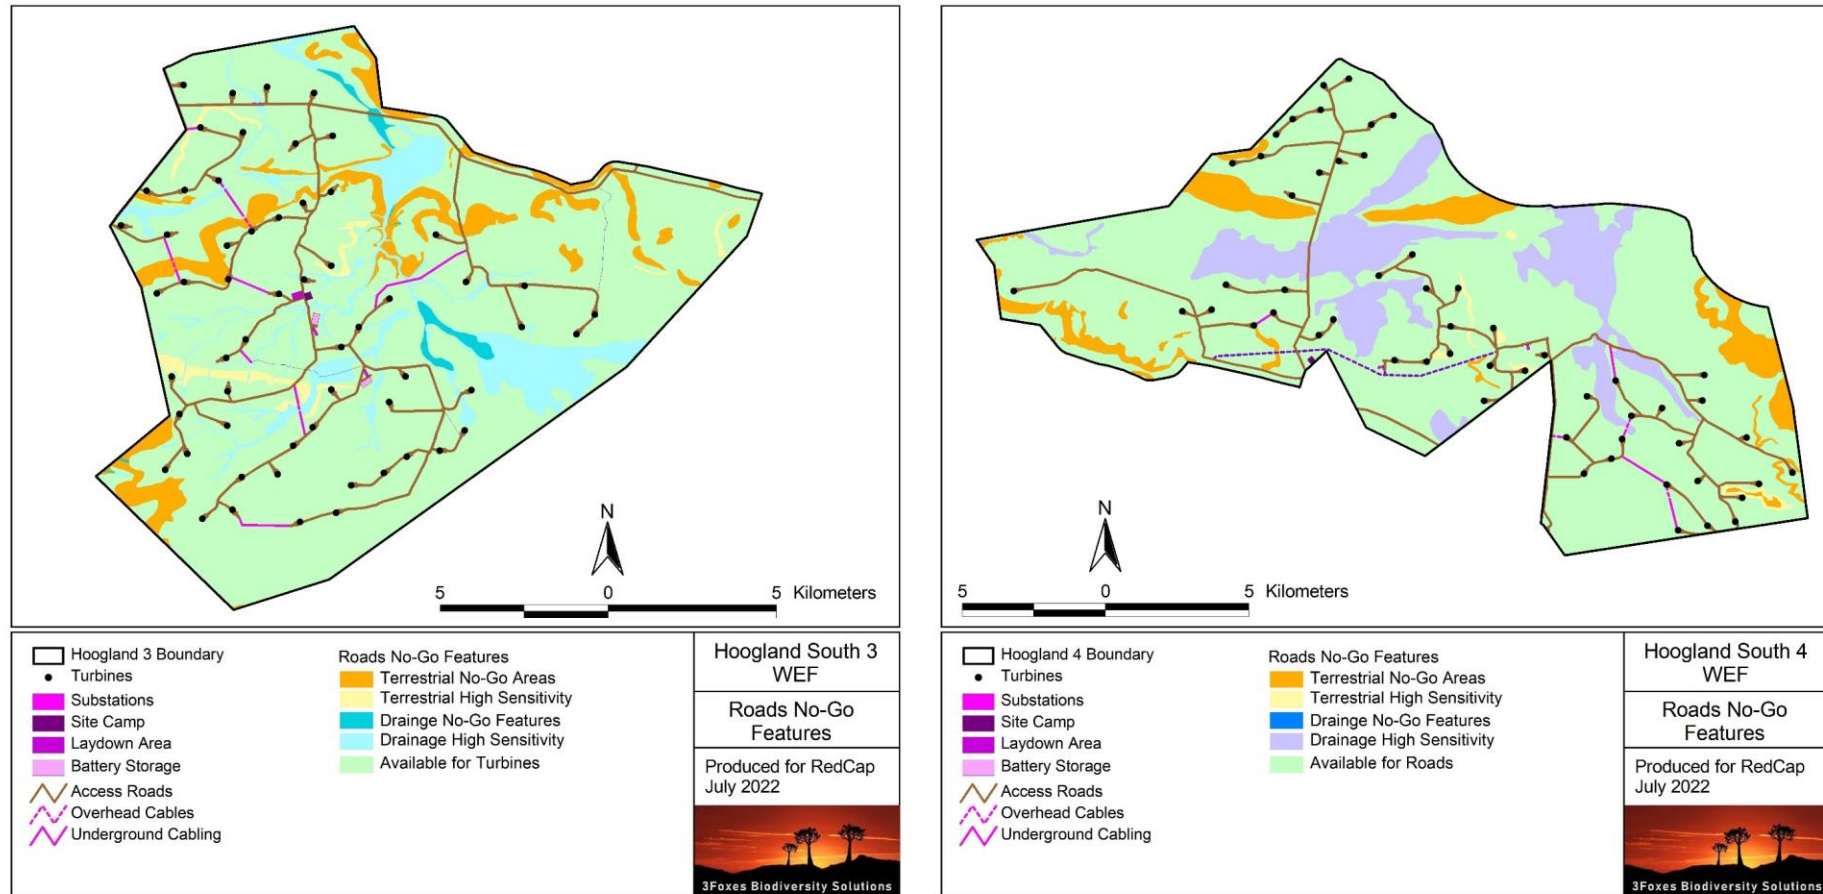 N
5 0 5 Kilometers
Hoogland 3 Boundary
Turbines
Substations
Site Camp
Laydown Area
Battery Storage
Access Roads
Overhead Cables
Underground Cabling
Roads No-Go Features
Terrestrial No-Go Areas
Terrestrial High Sensitivity
Drainge No-Go Features
Drainage High Sensitivity
Available for Turbines
Hoogland South 3
WEF
Roads No-Go
Features
Produced for RedCap
July 2022
3Foxes Biodiversity Solutions
N
5 0 5 Kilometers
Hoogland 4 Boundary
Turbines
Substations
Site Camp
Laydown Area
Battery Storage
Access Roads
Overhead Cables
Underground Cabling
Roads No-Go Features
Terrestrial No-Go Areas
Terrestrial High Sensitivity
Drainge No-Go Features
Drainage High Sensitivity
Available for Roads
Hoogland South 4
WEF
Roads No-Go
Features
Produced for RedCap
July 2022
3Foxes Biodiversity Solutions